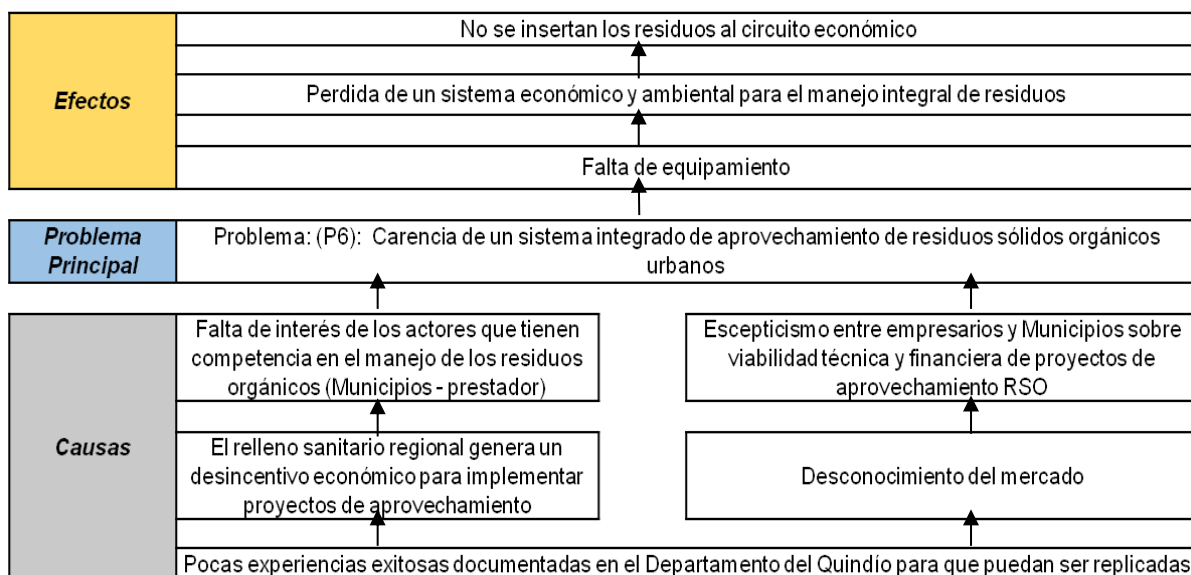 Efectos
No se insertan los residuos al circuito económico
Perdida de un sistema económico y ambiental para el manejo integral de residuos
Falta de equipamiento
Problema
Principal
Problema: (P6): Carencia de un sistema integrado de aprovechamiento de residuos sólidos orgánicos
urbanos
Causas
Falta de interés de los actores que tienen
competencia en el manejo de los residuos
orgánicos (Municipios - prestador)
Escepticismo entre empresarios y Municipios sobre
viabilidad técnica y financiera de proyectos de
aprovechamiento RSO
El relleno sanitario regional genera un
desincentivo económico para implementar
proyectos de aprovechamiento
Desconocimiento del mercado
Pocas experiencias exitosas documentadas en el Departamento del Quindío para que puedan ser replicadas